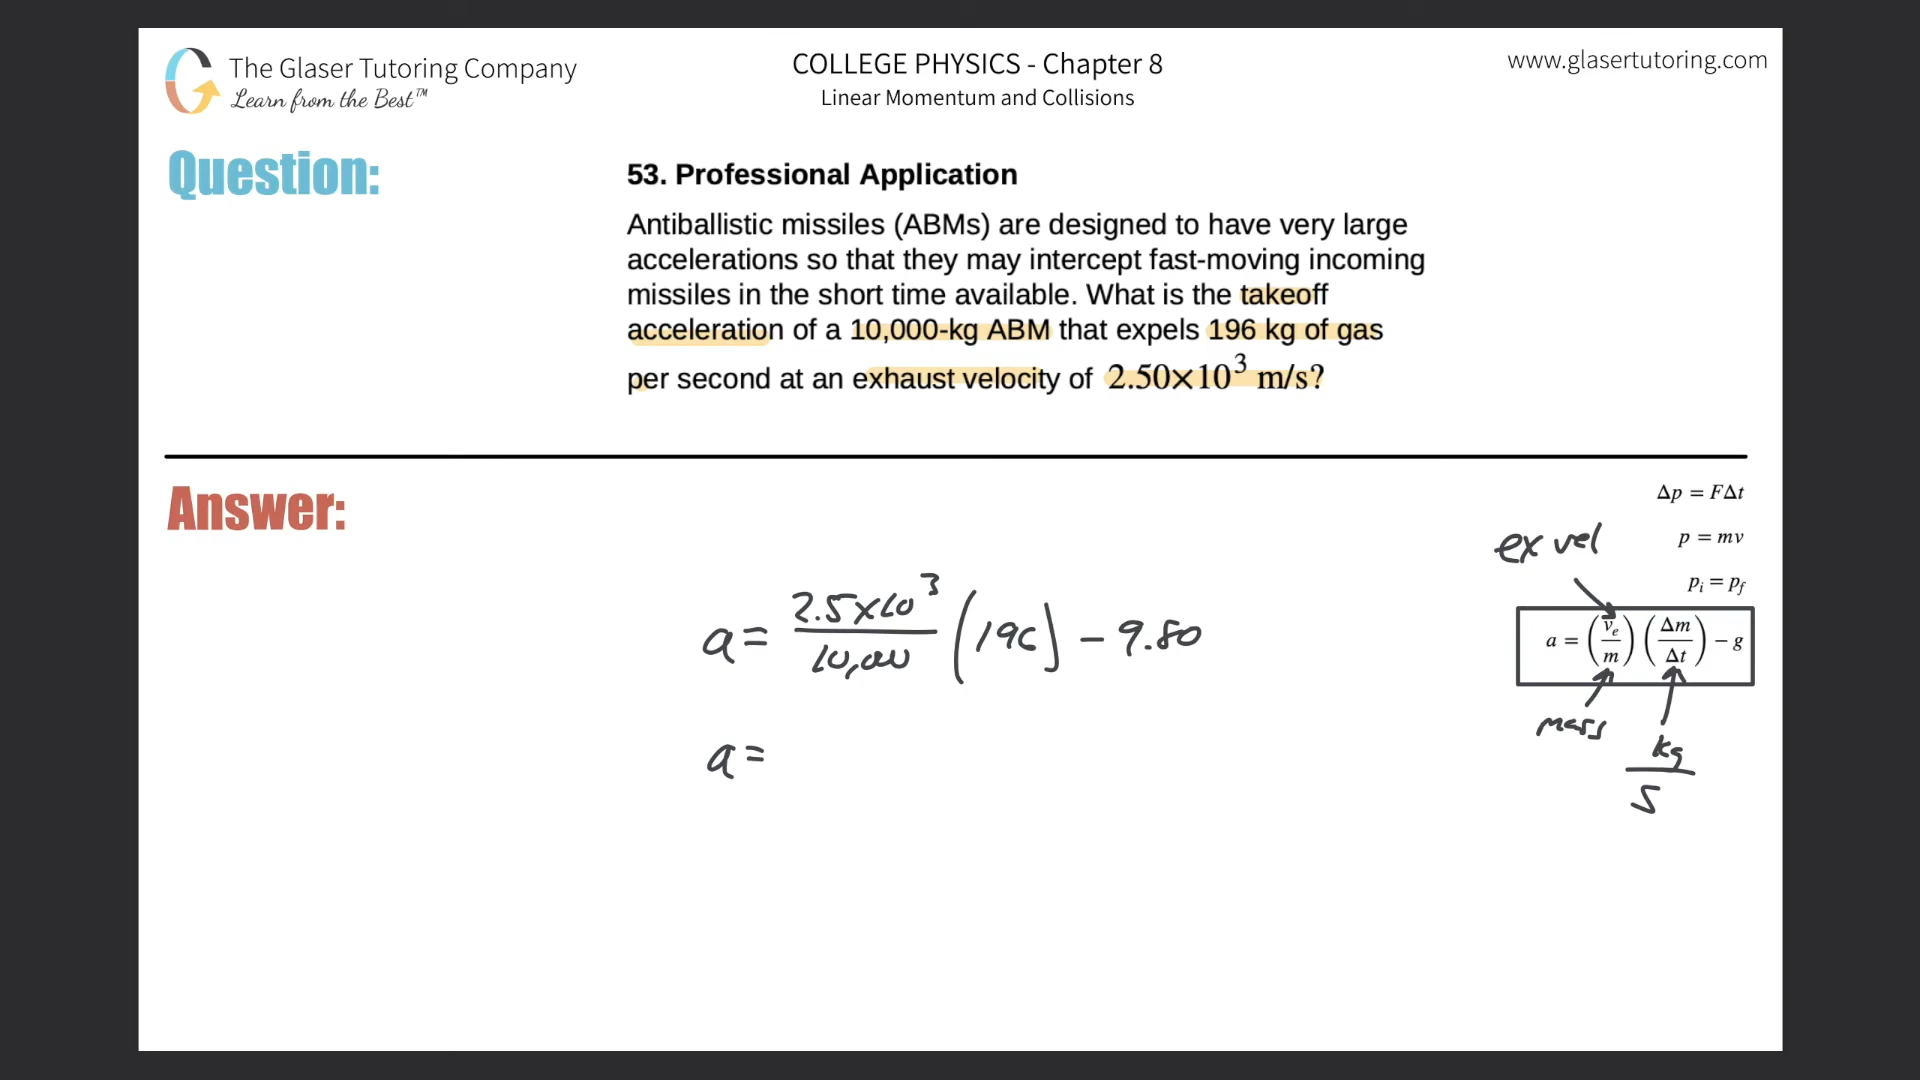 The Glaser Tutoring Company
Learn from the Best™
COLLEGE PHYSICS - Chapter 8
Linear Momentum and Collisions
www.glasertutoring.com
Question:
53. Professional Application
Antiballistic missiles (ABMs) are designed to have very large
accelerations so that they may intercept fast-moving incoming
missiles in the short time available. What is the takeoff
acceleration of a 10,000-kg ABM that expels 196 kg of gas
per second at an exhaust velocity of 2.50×10³ m/s?
Answer:
Δp = FΔt
p = mv
pᵢ = p_f
ex vel
a = (vₑ/m) (Δm/Δt) − g
mass
kg/s
a = 2.5×10³/10,000 (196) − 9.80
a =